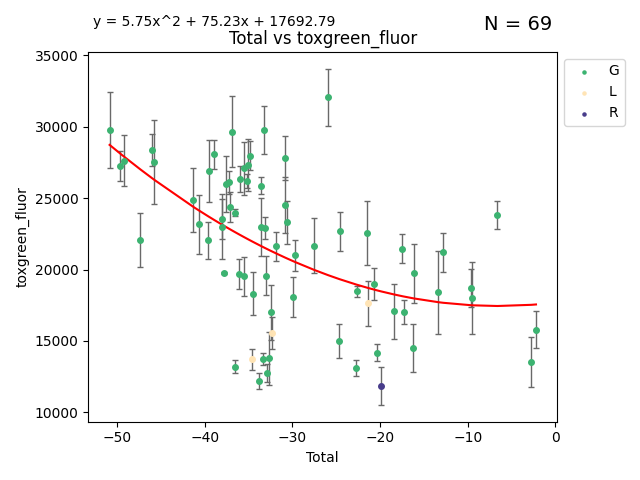 y = 5.75x^2 + 75.23x + 17692.79
N = 69
Total vs toxgreen_fluor
35000
30000
25000
20000
15000
10000
toxgreen_fluor
−50 −40 −30 −20 −10 0
Total
G
L
R